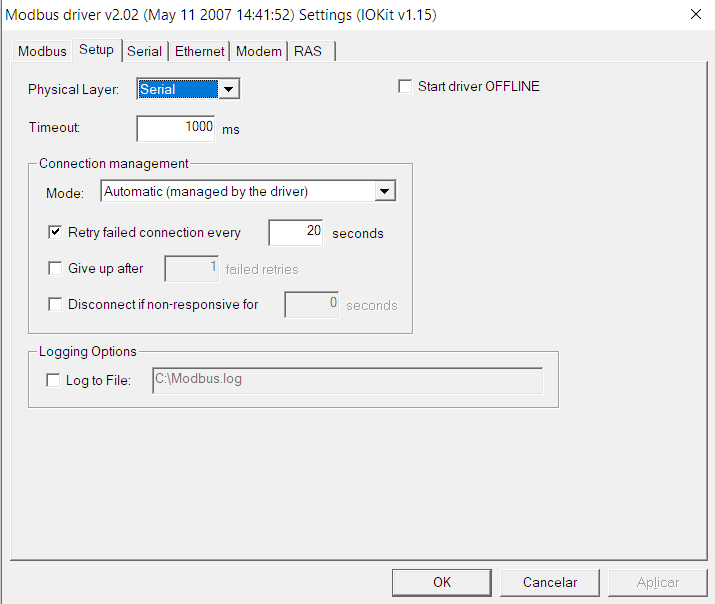 Modbus driver v2.02 (May 11 2007 14:41:52) Settings (IOKit v1.15)
Modbus Setup Serial Ethernet Modem RAS
Physical Layer: Serial Start driver OFFLINE
Timeout: 1000 ms
Connection management
Mode: Automatic (managed by the driver)
Retry failed connection every 20 seconds
Give up after 1 failed retries
Disconnect if non-responsive for 0 seconds
Logging Options
Log to File: C:\Modbus.log
OK Cancelar Aplicar